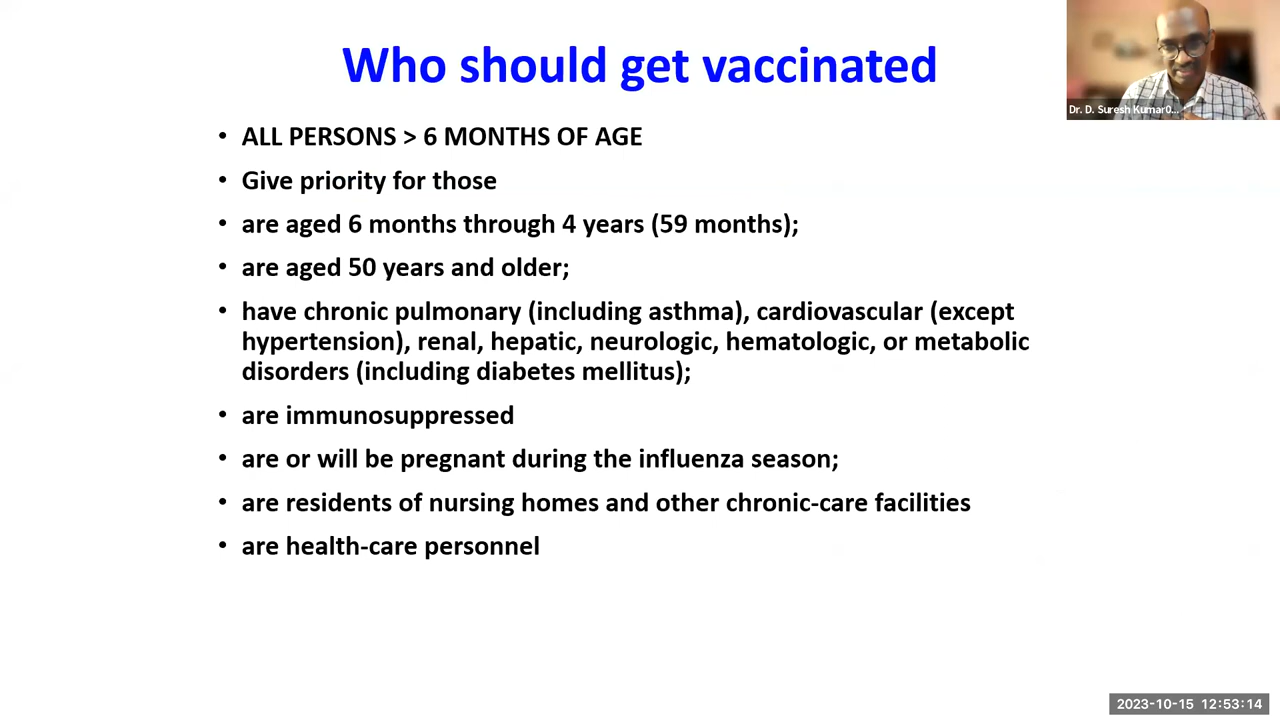 Who should get vaccinated
Dr. D. Suresh Kumar0...
• ALL PERSONS > 6 MONTHS OF AGE
• Give priority for those
• are aged 6 months through 4 years (59 months);
• are aged 50 years and older;
• have chronic pulmonary (including asthma), cardiovascular (except
hypertension), renal, hepatic, neurologic, hematologic, or metabolic
disorders (including diabetes mellitus);
• are immunosuppressed
• are or will be pregnant during the influenza season;
• are residents of nursing homes and other chronic-care facilities
• are health-care personnel
2023-10-15 12:53:14